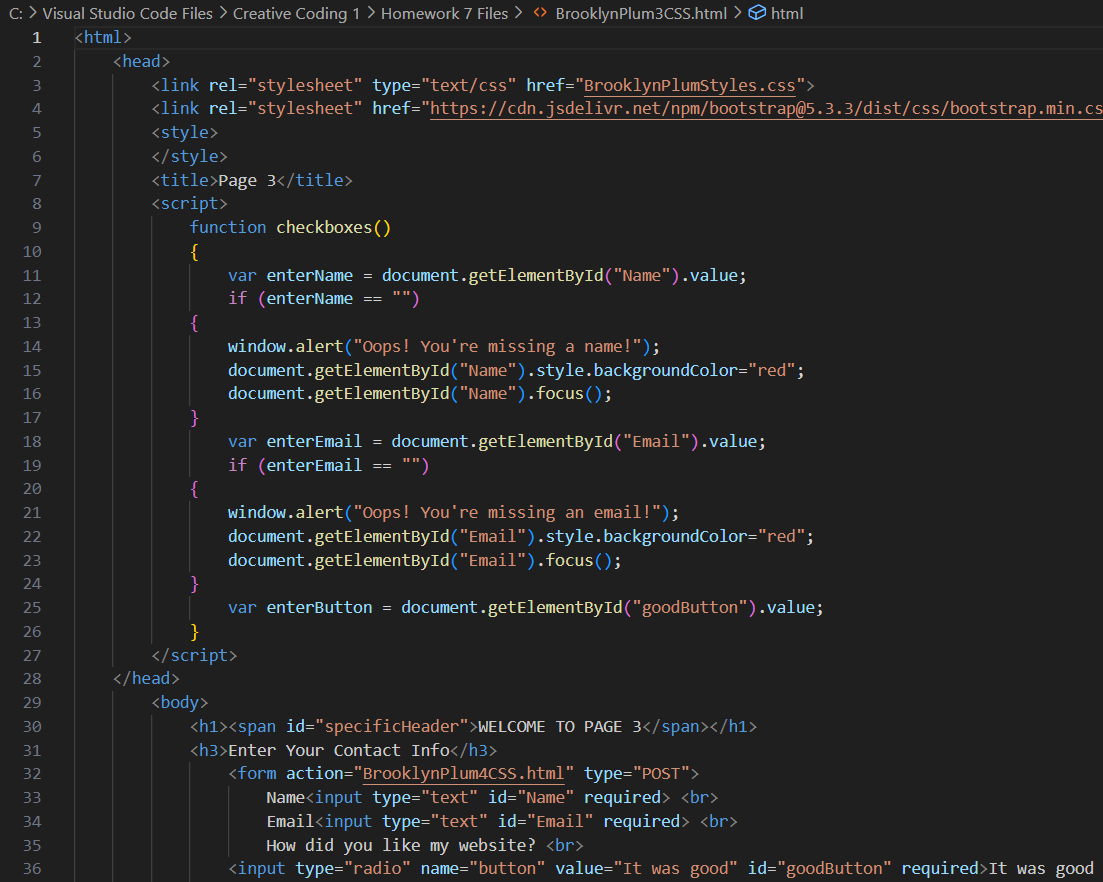 C: > Visual Studio Code Files > Creative Coding 1 > Homework 7 Files > <> BrooklynPlum3CSS.html > html
1 <html>
2 <head>
3 <link rel="stylesheet" type="text/css" href="BrooklynPlumStyles.css">
4 <link rel="stylesheet" href="https://cdn.jsdelivr.net/npm/bootstrap@5.3.3/dist/css/bootstrap.min.cs
5 <style>
6 </style>
7 <title>Page 3</title>
8 <script>
9 function checkboxes()
10 {
11 var enterName = document.getElementById("Name").value;
12 if (enterName == "")
13 {
14 window.alert("Oops! You're missing a name!");
15 document.getElementById("Name").style.backgroundColor="red";
16 document.getElementById("Name").focus();
17 }
18 var enterEmail = document.getElementById("Email").value;
19 if (enterEmail == "")
20 {
21 window.alert("Oops! You're missing an email!");
22 document.getElementById("Email").style.backgroundColor="red";
23 document.getElementById("Email").focus();
24 }
25 var enterButton = document.getElementById("goodButton").value;
26 }
27 </script>
28 </head>
29 <body>
30 <h1><span id="specificHeader">WELCOME TO PAGE 3</span></h1>
31 <h3>Enter Your Contact Info</h3>
32 <form action="BrooklynPlum4CSS.html" type="POST">
33 Name<input type="text" id="Name" required> <br>
34 Email<input type="text" id="Email" required> <br>
35 How did you like my website? <br>
36 <input type="radio" name="button" value="It was good" id="goodButton" required>It was good